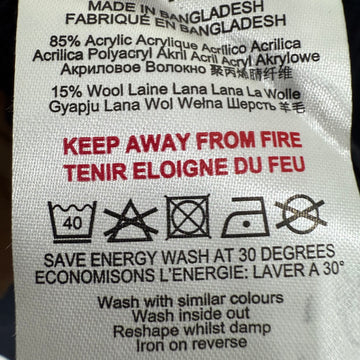 MADE IN BANGLADESH
FABRIQUÉ EN BANGLADESH
85% Acrylic Acrylique Acrílico Acrilica
Acrilica Polyacryl Akril Acril Acryl Akrylowe
Акриловое Волокно 聚丙烯腈纤维
15% Wool Laine Lana Lana La Wolle
Gyapju Lana Wol Wełna Шерсть 羊毛
KEEP AWAY FROM FIRE
TENIR ELOIGNE DU FEU
40
SAVE ENERGY WASH AT 30 DEGREES
ECONOMISONS L'ENERGIE: LAVER A 30°
Wash with similar colours
Wash inside out
Reshape whilst damp
Iron on reverse